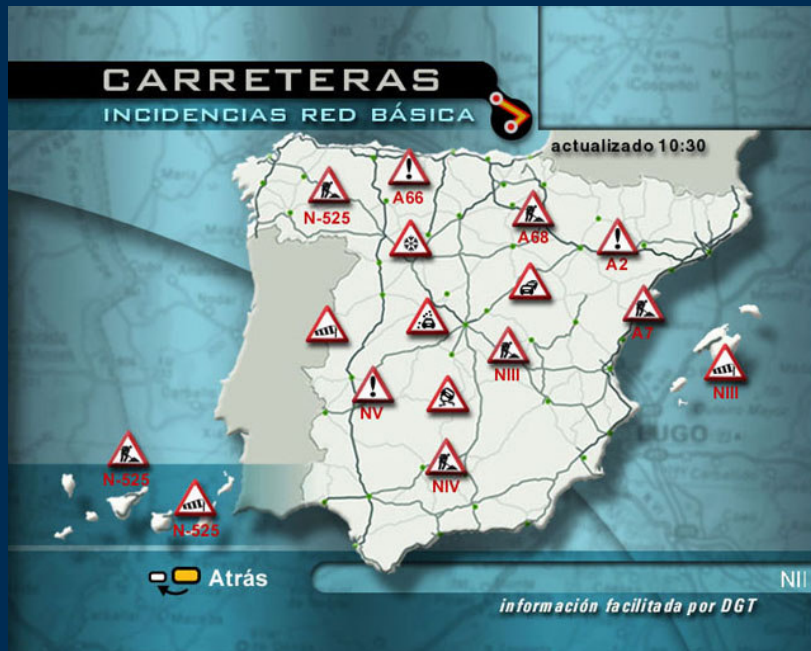 CARRETERAS
INCIDENCIAS RED BÁSICA
actualizado 10:30
N-525
A66
A68
A2
A7
NIII
NIII
NV
NIV
N-525
N-525
LUGO
Atrás
NII
información facilitada por DGT